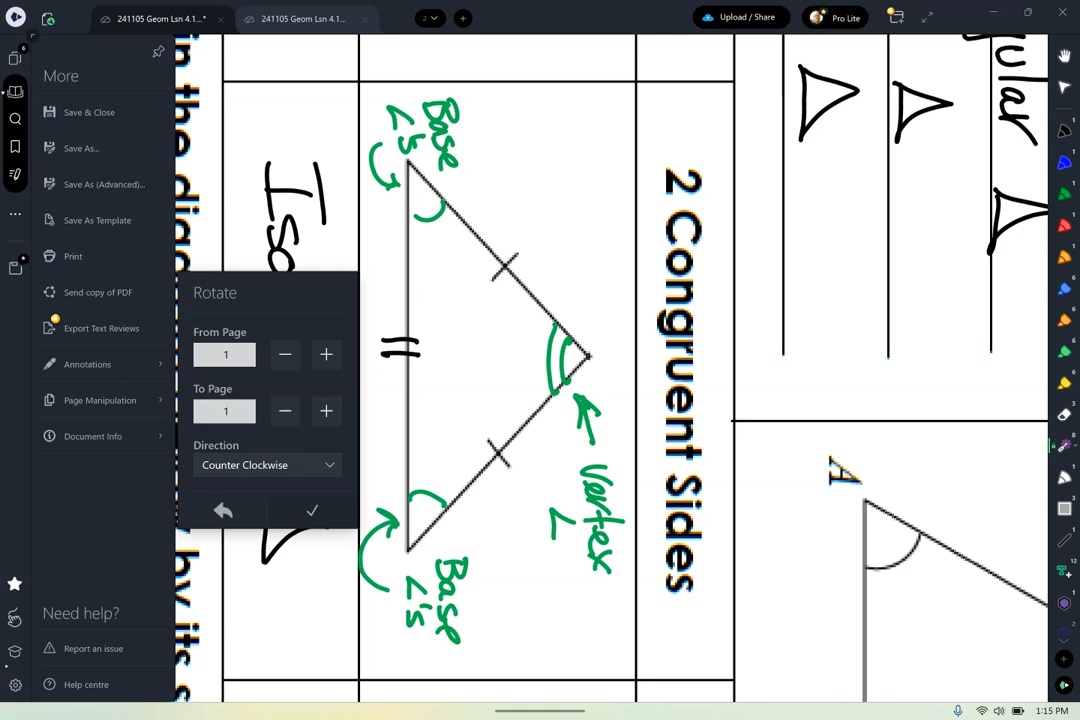 241105 Geom Lsn 4.1...*
241105 Geom Lsn 4.1...
2
Upload / Share
Pro Lite
More
Save & Close
Save As...
Save As (Advanced)...
Save As Template
Print
Send copy of PDF
Export Text Reviews
Annotations
Page Manipulation
Document Info
Need help?
Report an issue
Help centre
Rotate
From Page
1
To Page
1
Direction
Counter Clockwise
2 Congruent Sides
Base
∠'s
Vertex
∠
Base
∠'s
A
1:15 PM